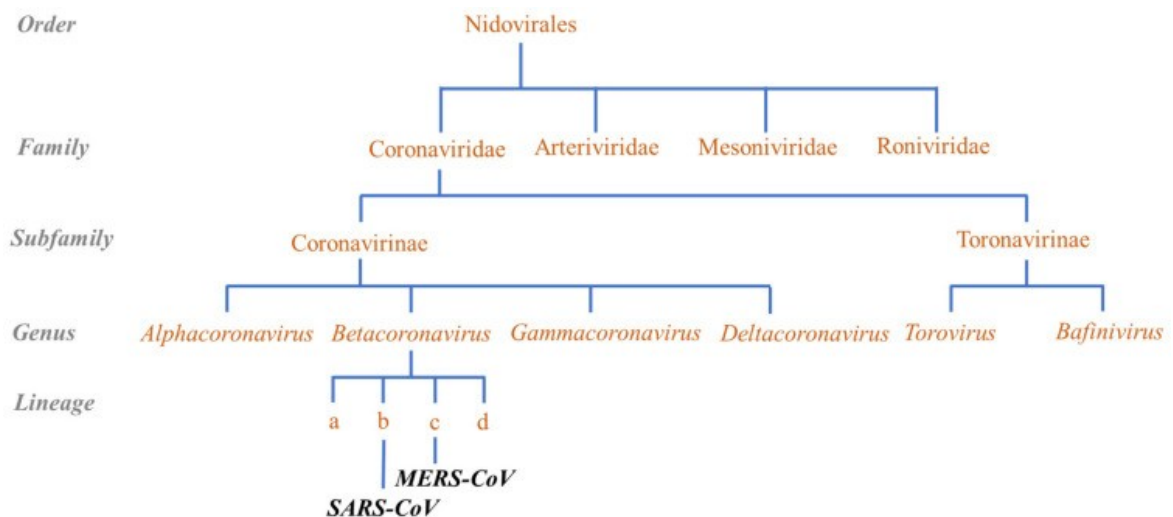 Order Nidovirales
Family Coronaviridae Arteriviridae Mesoniviridae Roniviridae
Subfamily Coronavirinae Toronavirinae
Genus Alphacoronavirus Betacoronavirus Gammacoronavirus Deltacoronavirus Torovirus Bafinivirus
Lineage
a b c d
MERS-CoV
SARS-CoV